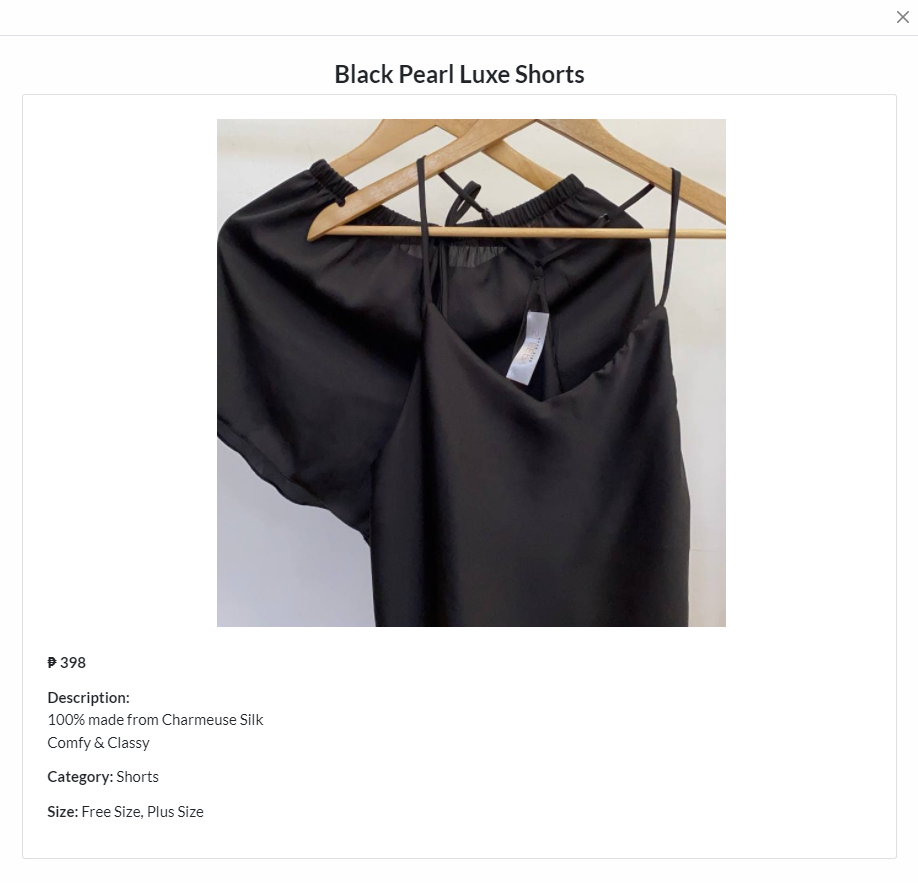 Black Pearl Luxe Shorts
₱ 398
Description:
100% made from Charmeuse Silk
Comfy & Classy
Category: Shorts
Size: Free Size, Plus Size